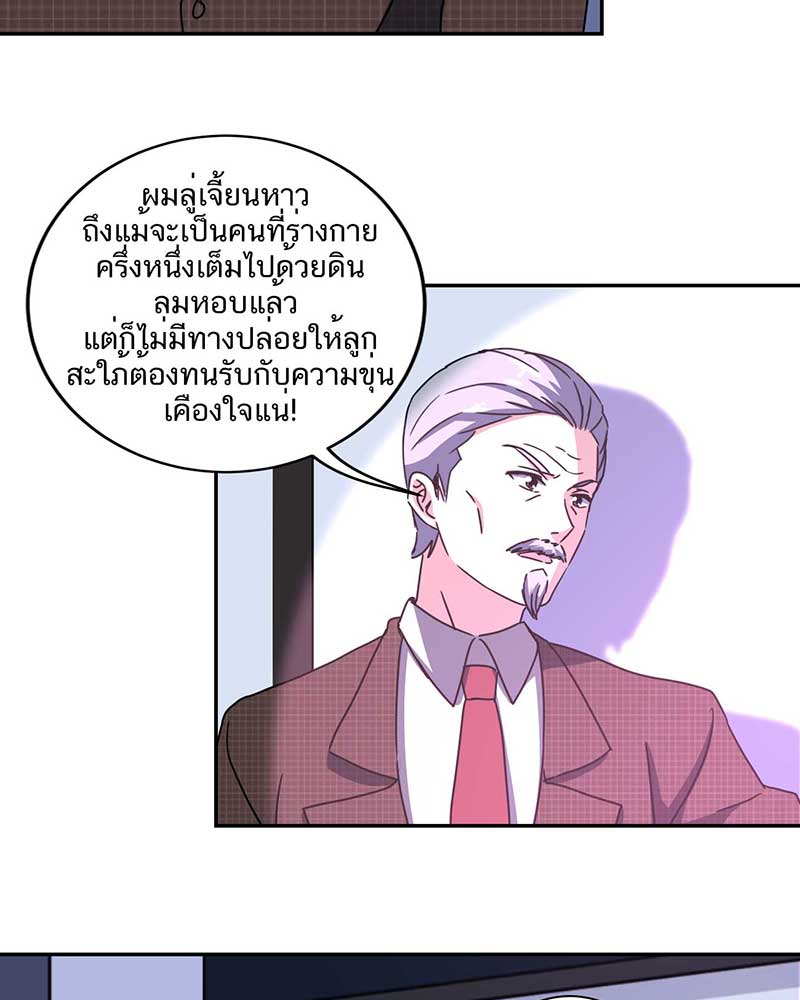 ผมลู่เจี้ยนหาว
ถึงแม้จะเป็นคนที่ร่างกาย
ครึ่งหนึ่งเต็มไปด้วยดิน
ลมหอบแล้ว
แต่ก็ไม่มีทางปล่อยให้ลูก
สะใภ้ต้องทนรับกับความขุ่น
เคืองใจแน่!